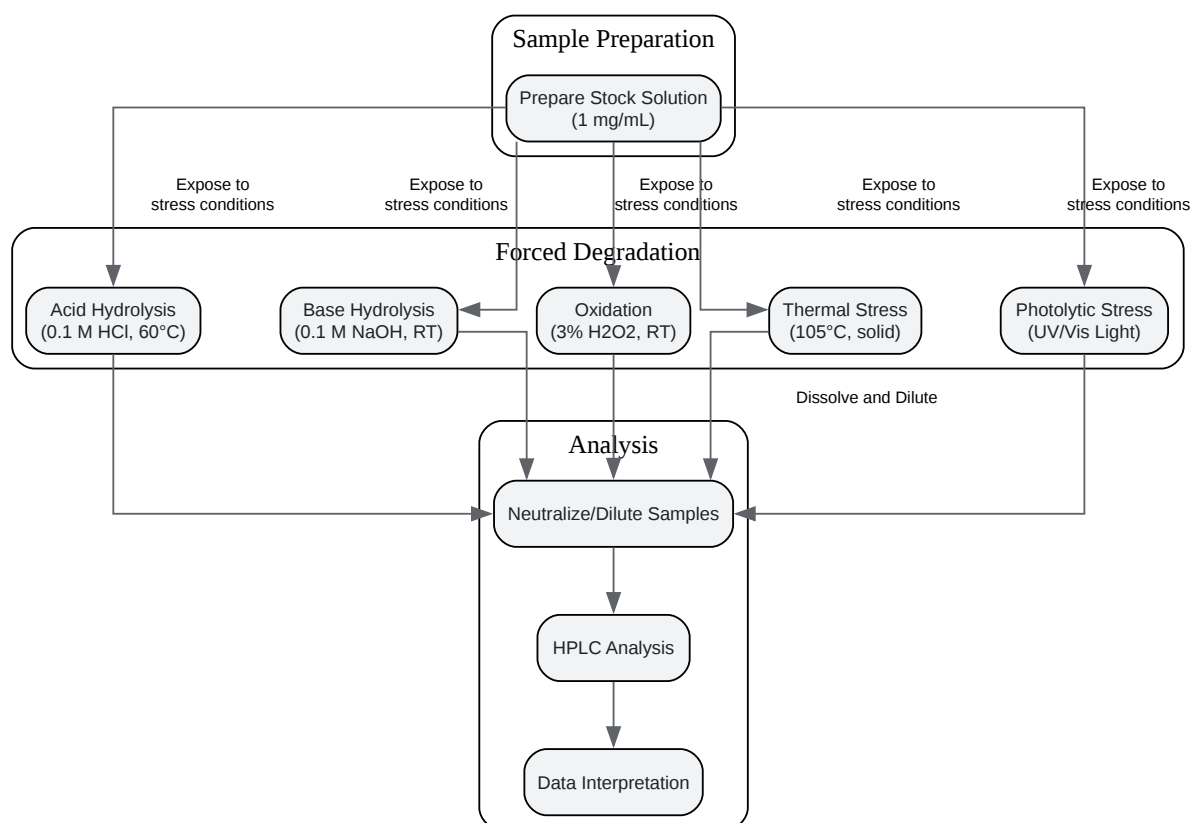 Sample Preparation
Prepare Stock Solution
(1 mg/mL)
Expose to
stress conditions
Expose to
stress conditions
Expose to
stress conditions
Expose to
stress conditions
Expose to
stress conditions
Forced Degradation
Acid Hydrolysis
(0.1 M HCl, 60°C)
Base Hydrolysis
(0.1 M NaOH, RT)
Oxidation
(3% H2O2, RT)
Thermal Stress
(105°C, solid)
Photolytic Stress
(UV/Vis Light)
Dissolve and Dilute
Analysis
Neutralize/Dilute Samples
HPLC Analysis
Data Interpretation